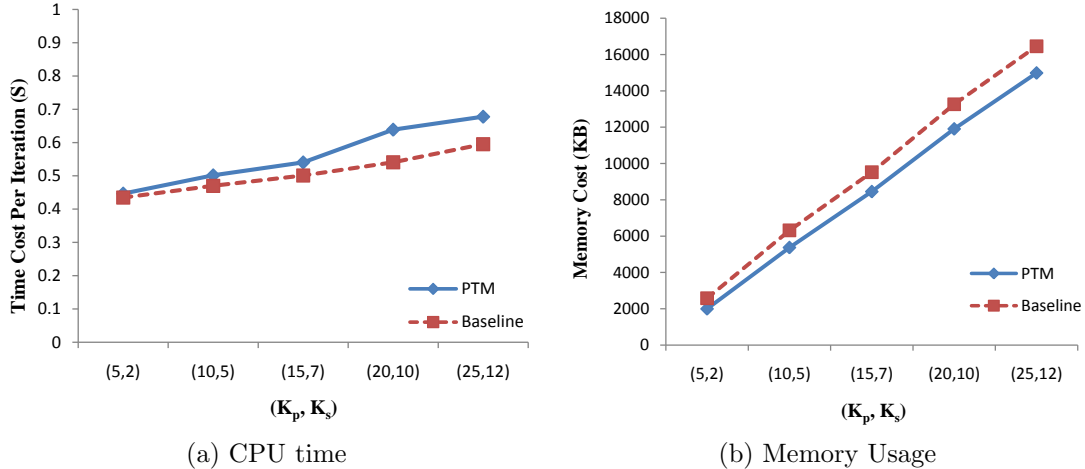 1
0.9
0.8
0.7
0.6
0.5
0.4
0.3
0.2
0.1
0
Time Cost Per Iteration (S)
PTM
Baseline
(5,2) (10,5) (15,7) (20,10) (25,12)
(Kp, Ks)
(a) CPU time
18000
16000
14000
12000
10000
8000
6000
4000
2000
0
Memory Cost (KB)
PTM
Baseline
(5,2) (10,5) (15,7) (20,10) (25,12)
(Kp, Ks)
(b) Memory Usage